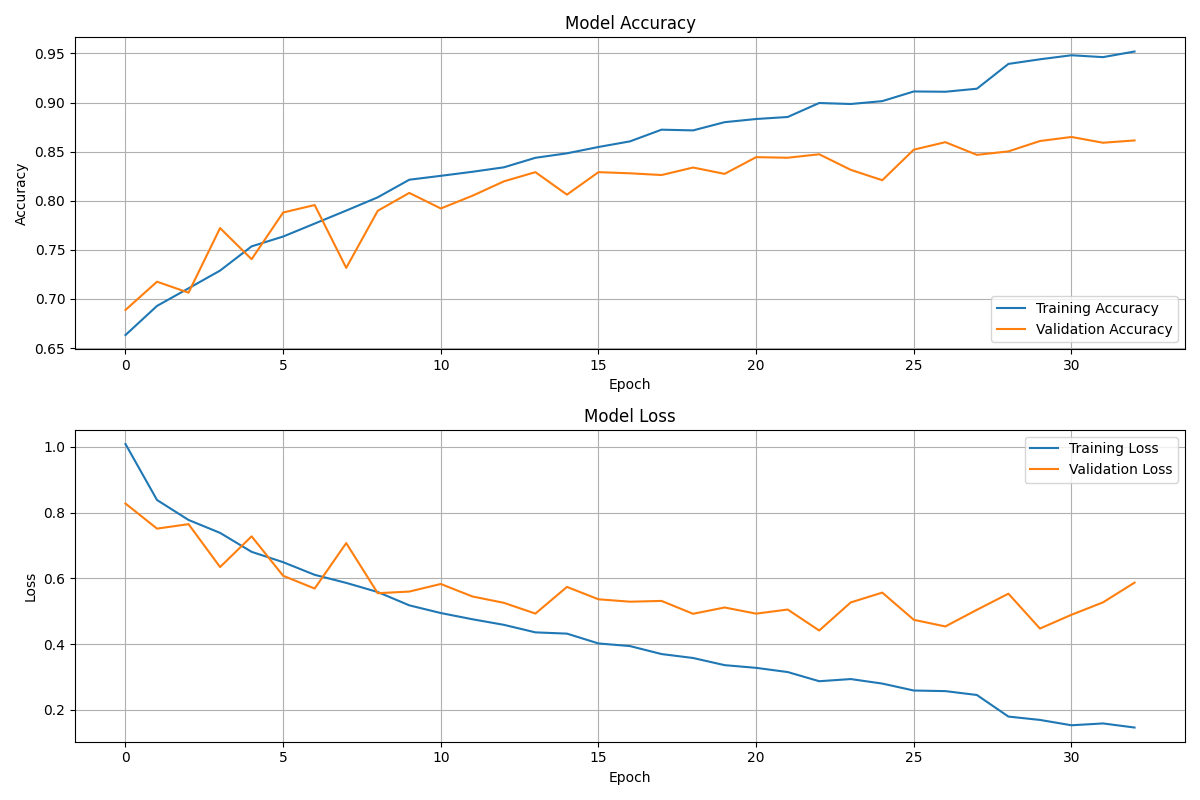 Model Accuracy
0.95
0.90
0.85
0.80
0.75
0.70
0.65
Accuracy
Training Accuracy
Validation Accuracy
0 5 10 15 20 25 30
Epoch
Model Loss
1.0
0.8
0.6
0.4
0.2
Loss
Training Loss
Validation Loss
0 5 10 15 20 25 30
Epoch